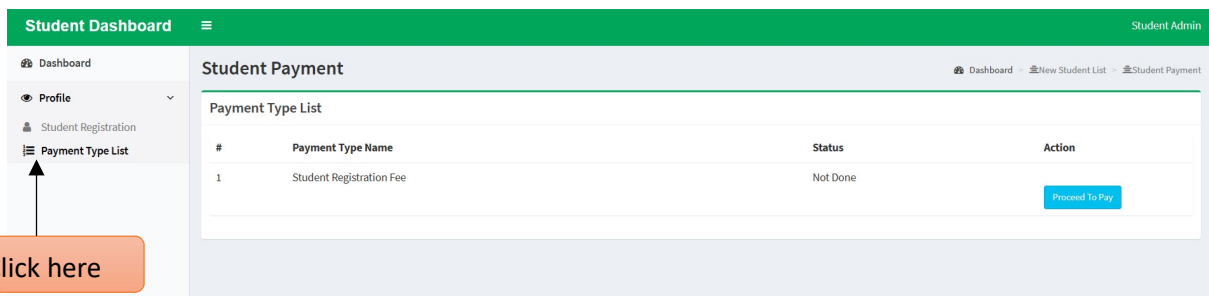 Student Dashboard
Student Admin
Dashboard
Student Payment
Dashboard > New Student List > Student Payment
Profile
Payment Type List
Student Registration
Payment Type List
# Payment Type Name Status Action
1 Student Registration Fee Not Done
Proceed To Pay
lick here